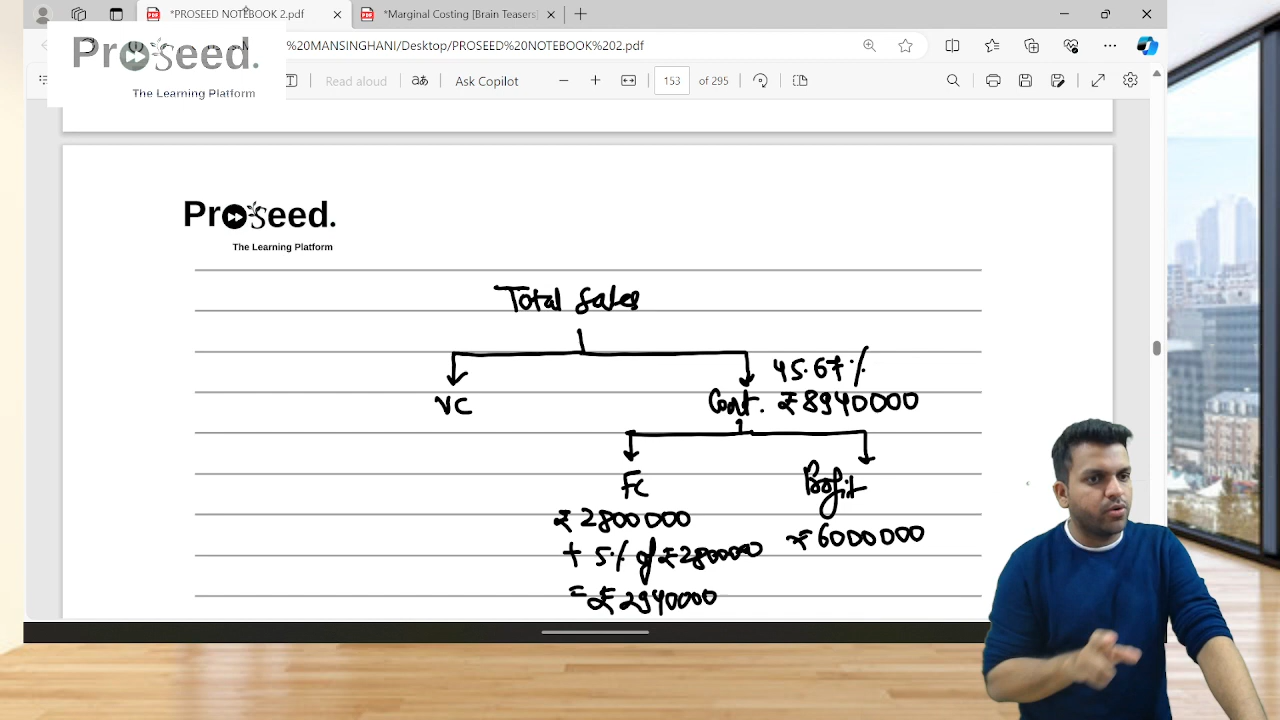 *PROSEED NOTEBOOK 2.pdf
*Marginal Costing [Brain Teasers]
%20MANSINGHANI/Desktop/PROSEED%20NOTEBOOK%202.pdf
Proseed.
The Learning Platform
Read aloud
aあ
Ask Copilot
153 of 295
Proseed.
The Learning Platform
Total Sales
45.67%
VC
Cont. ₹8940000
FC
Profit
₹2800000
₹6000000
+ 5% of ₹2800000
= ₹2940000